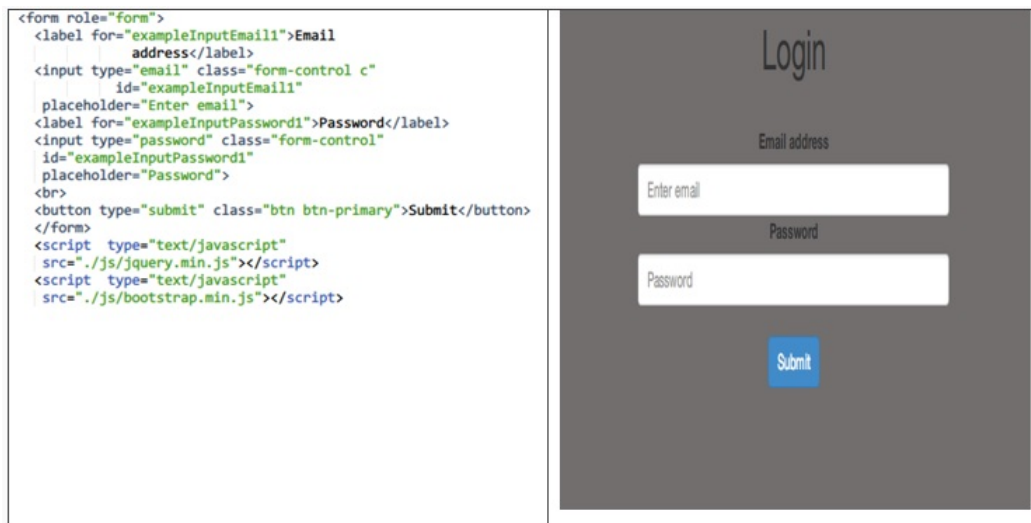 <form role="form">
<label for="exampleInputEmail1">Email
address</label>
<input type="email" class="form-control c"
id="exampleInputEmail1"
placeholder="Enter email">
<label for="exampleInputPassword1">Password</label>
<input type="password" class="form-control"
id="exampleInputPassword1"
placeholder="Password">
<br>
<button type="submit" class="btn btn-primary">Submit</button>
</form>
<script type="text/javascript"
src="./js/jquery.min.js"></script>
<script type="text/javascript"
src="./js/bootstrap.min.js"></script>
Login
Email address
Enter email
Password
Password
Submit